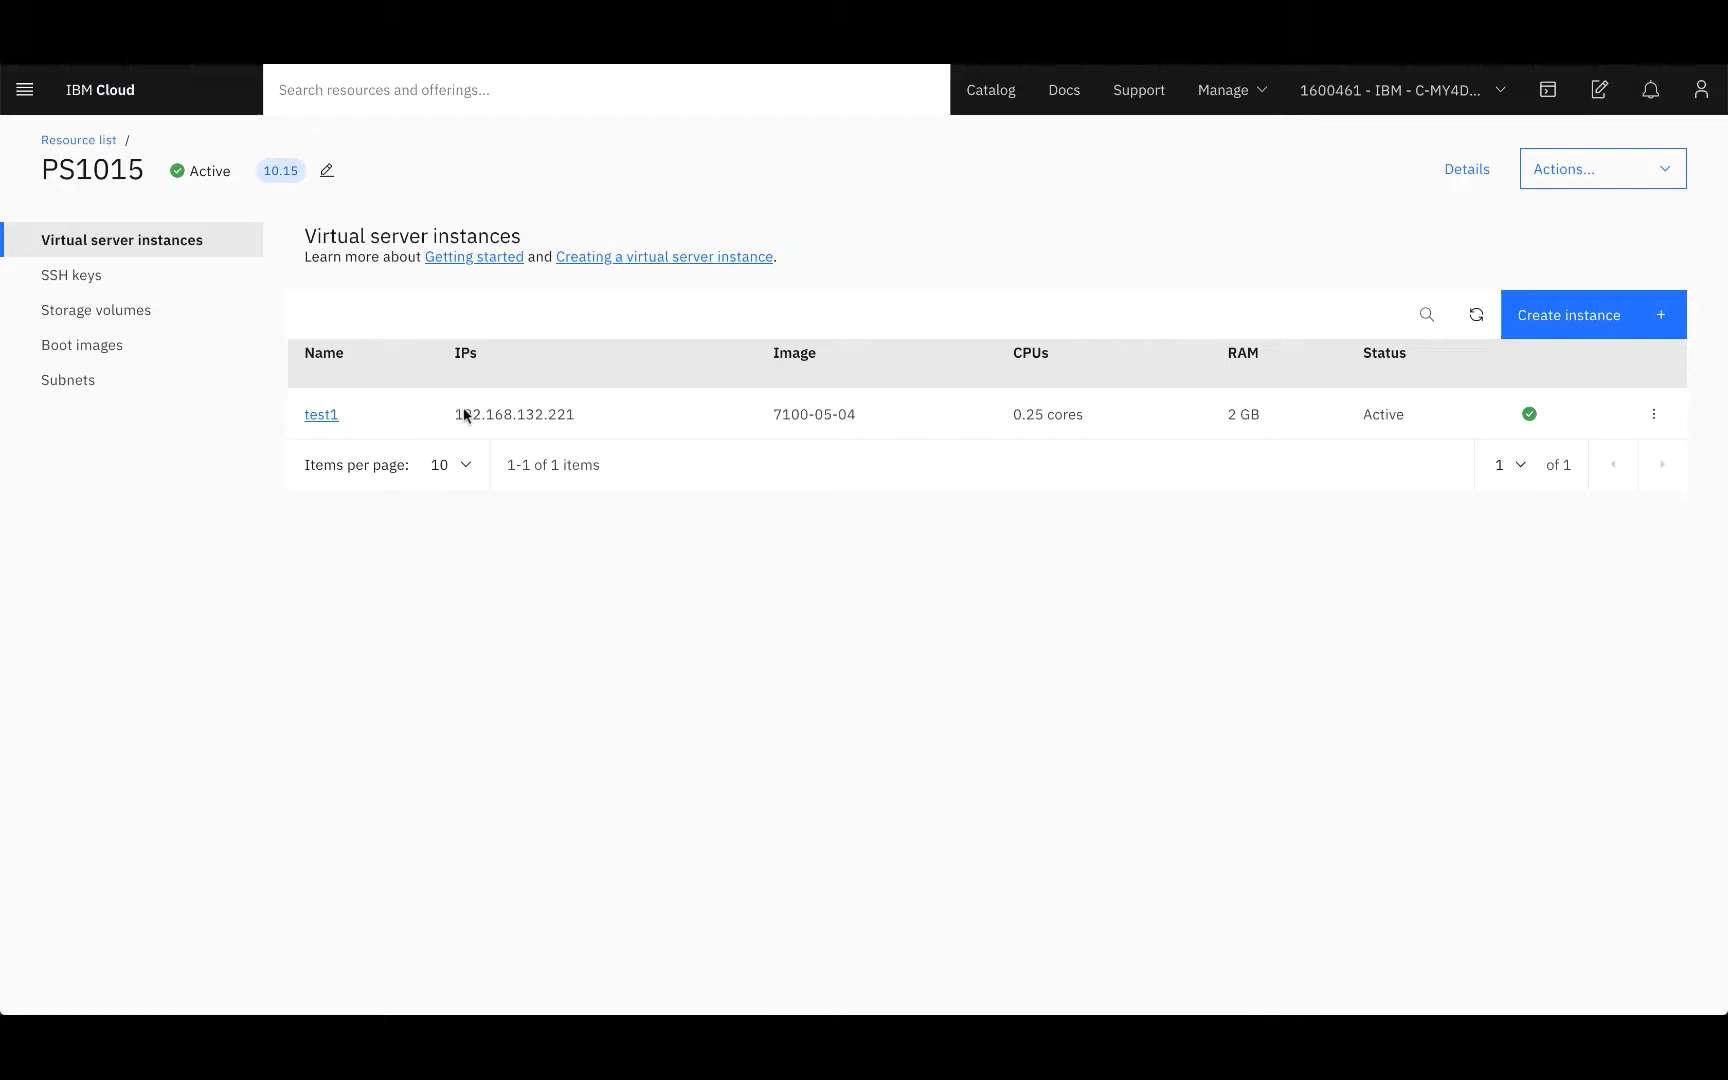 IBM Cloud
Search resources and offerings...
Catalog
Docs
Support
Manage
1600461 - IBM - C-MY4D...
Resource list /
PS1015
Active
10.15
Details
Actions...
Virtual server instances
SSH keys
Storage volumes
Boot images
Subnets
Virtual server instances
Learn more about Getting started and Creating a virtual server instance.
Create instance +
Name IPs Image CPUs RAM Status
test1 7100-05-04 0.25 cores 2 GB Active
Items per page: 10 1-1 of 1 items 1 of 1